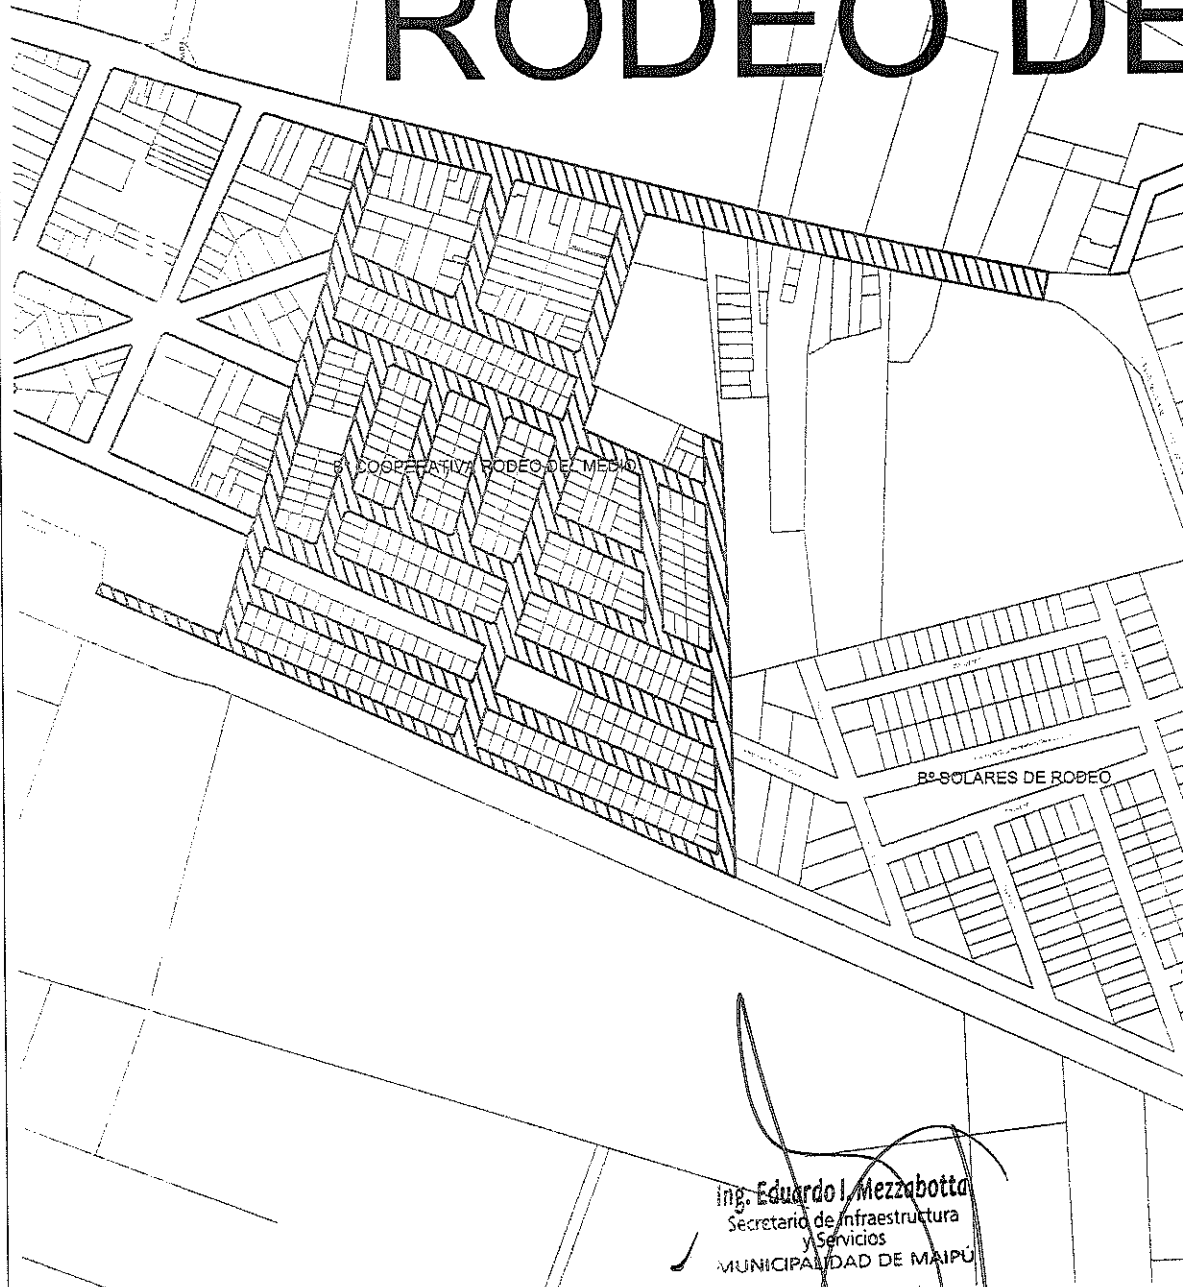 RODEO DE
Bº COOPERATIVA RODEO DEL MEDIO
Bº SOLARES DE RODEO
Ing. Eduardo I. Mezzabotta
Secretario de Infraestructura
y Servicios
MUNICIPALIDAD DE MAIPÚ